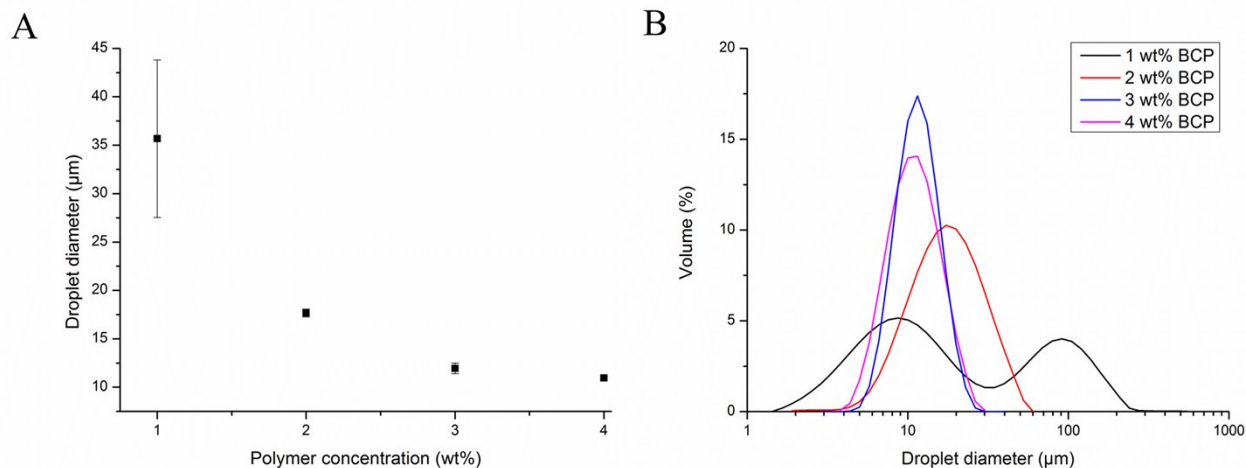 A
Droplet diameter (µm)
45
40
35
30
25
20
15
10
1
2
3
4
Polymer concentration (wt%)
B
Volume (%)
20
15
10
5
0
1 wt% BCP
2 wt% BCP
3 wt% BCP
4 wt% BCP
1
10
100
1000
Droplet diameter (µm)